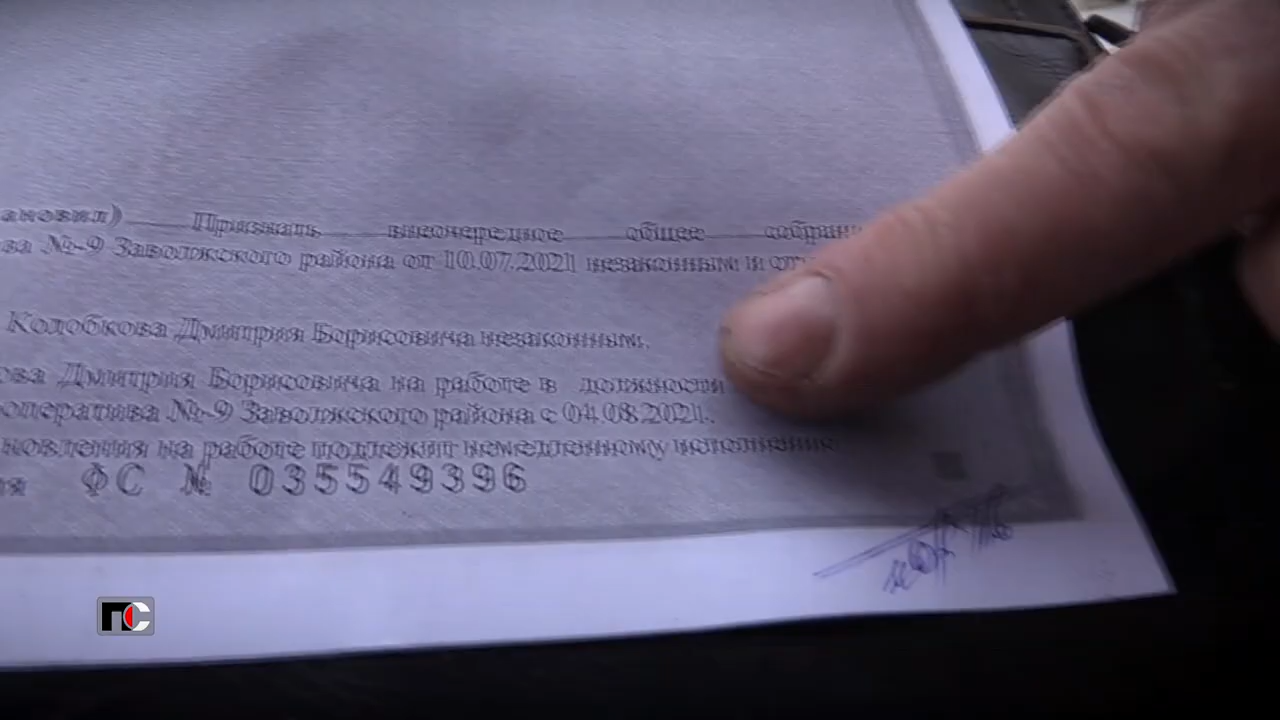 ановил) Признать внеочередное общее собран
ва №-9 Заволжского района от 10.07.2021 незаконным и
Колобкова Дмитрия Борисовича незаконным.
ова Дмитрия Борисовича на работе в должности
оператива №-9 Заволжского района с 04.08.2021.
новления на работе подлежит немедленному исполнению
ия ФС № 035549396
ПС